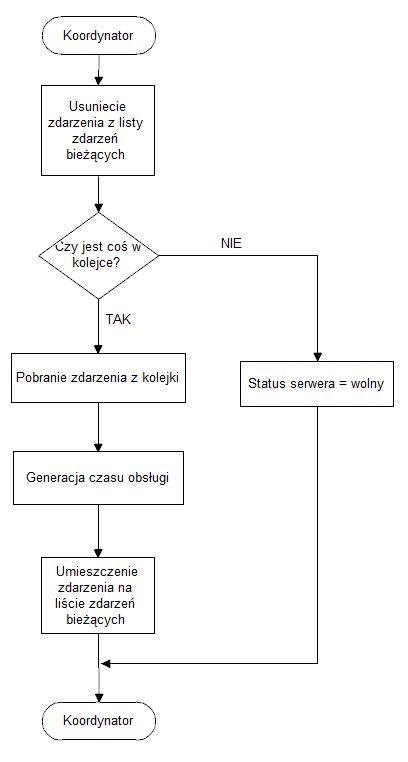 Koordynator
Usuniecie
zdarzenia z listy
zdarzeń
bieżących
Czy jest coś w
kolejce?
NIE
TAK
Pobranie zdarzenia z kolejki
Status serwera = wolny
Generacja czasu obsługi
Umieszczenie
zdarzenia na
liście zdarzeń
bieżących
Koordynator